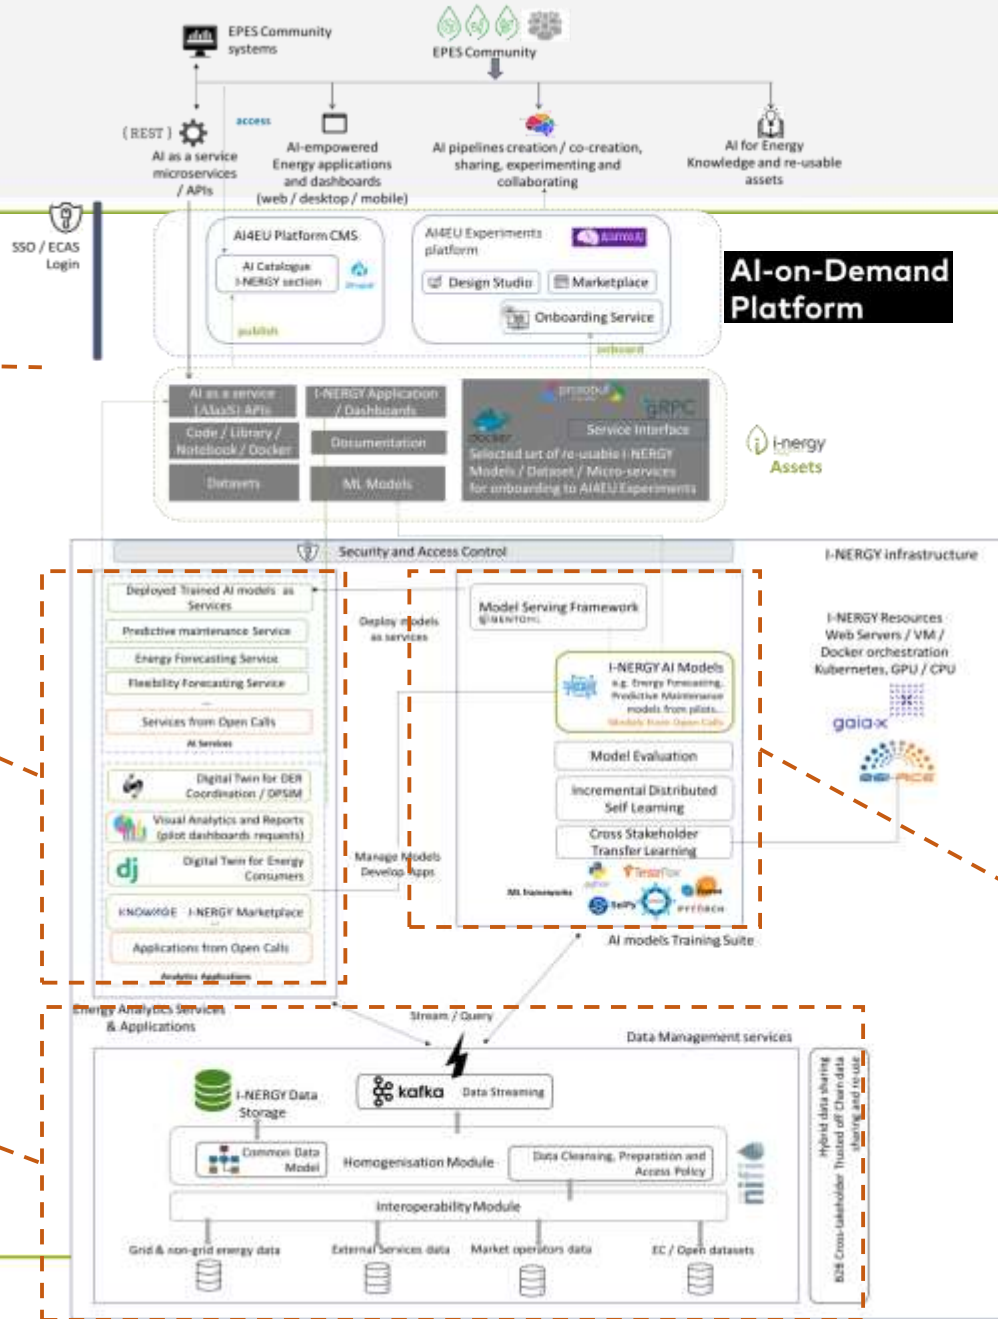 EPES Community
systems
EPES Community
{ REST }
access
AI as a service
microservices
/ APIs
AI-empowered
Energy applications
and dashboards
(web / desktop / mobile)
AI pipelines creation / co-creation,
sharing, experimenting and
collaborating
AI for Energy
Knowledge and re-usable
assets
SSO / ECAS
Login
AI4EU Platform CMS
AI Catalogue
I-NERGY section
publish
AI4EU Experiments
platform
Design Studio
Marketplace
Onboarding Service
onboard
AI-on-Demand
Platform
AI as a service
(AIaaS) APIs
I-NERGY Application
/ Dashboards
Code / Library /
Notebook / Docker
Documentation
Datasets
ML Models
protobuf
docker
gRPC
Service Interface
Selected set of re-usable I-NERGY
Models / Dataset / Micro-services
for onboarding to AI4EU Experiments
i-nergy
Assets
Security and Access Control
I-NERGY infrastructure
Deployed Trained AI models as
Services
Predictive maintenance Service
Energy Forecasting Service
Flexibility Forecasting Service
...
Services from Open Calls
AI Services
Digital Twin for DER
Coordination / DPSIM
Visual Analytics and Reports
(pilot dashboards requests)
dj
Digital Twin for Energy
Consumers
I-NERGY Marketplace
...
Applications from Open Calls
Analytics Applications
Energy Analytics Services
& Applications
Deploy models
as services
Manage Models
Develop Apps
Model Serving Framework
BENTOML
I-NERGY AI Models
e.g. Energy Forecasting,
Predictive Maintenance
models from pilots...
Models from Open Calls
Model Evaluation
Incremental Distributed
Self Learning
Cross Stakeholder
Transfer Learning
ML frameworks
python
TensorFlow
SciPy
PYTORCH
AI models Training Suite
I-NERGY Resources
Web Servers / VM /
Docker orchestration
Kubernetes, GPU / CPU
gaia-x
EGI-ACE
Stream / Query
Data Management services
I-NERGY Data
Storage
kafka
Data Streaming
Common Data
Model
Homogenisation Module
Data Cleansing, Preparation and
Access Policy
nifi
Interoperability Module
Grid & non-grid energy data
External Services data
Market operators data
EC / Open datasets
Hybrid data sharing
B2B Cross-takeholder Trusted off Chain data
sharing and re-use